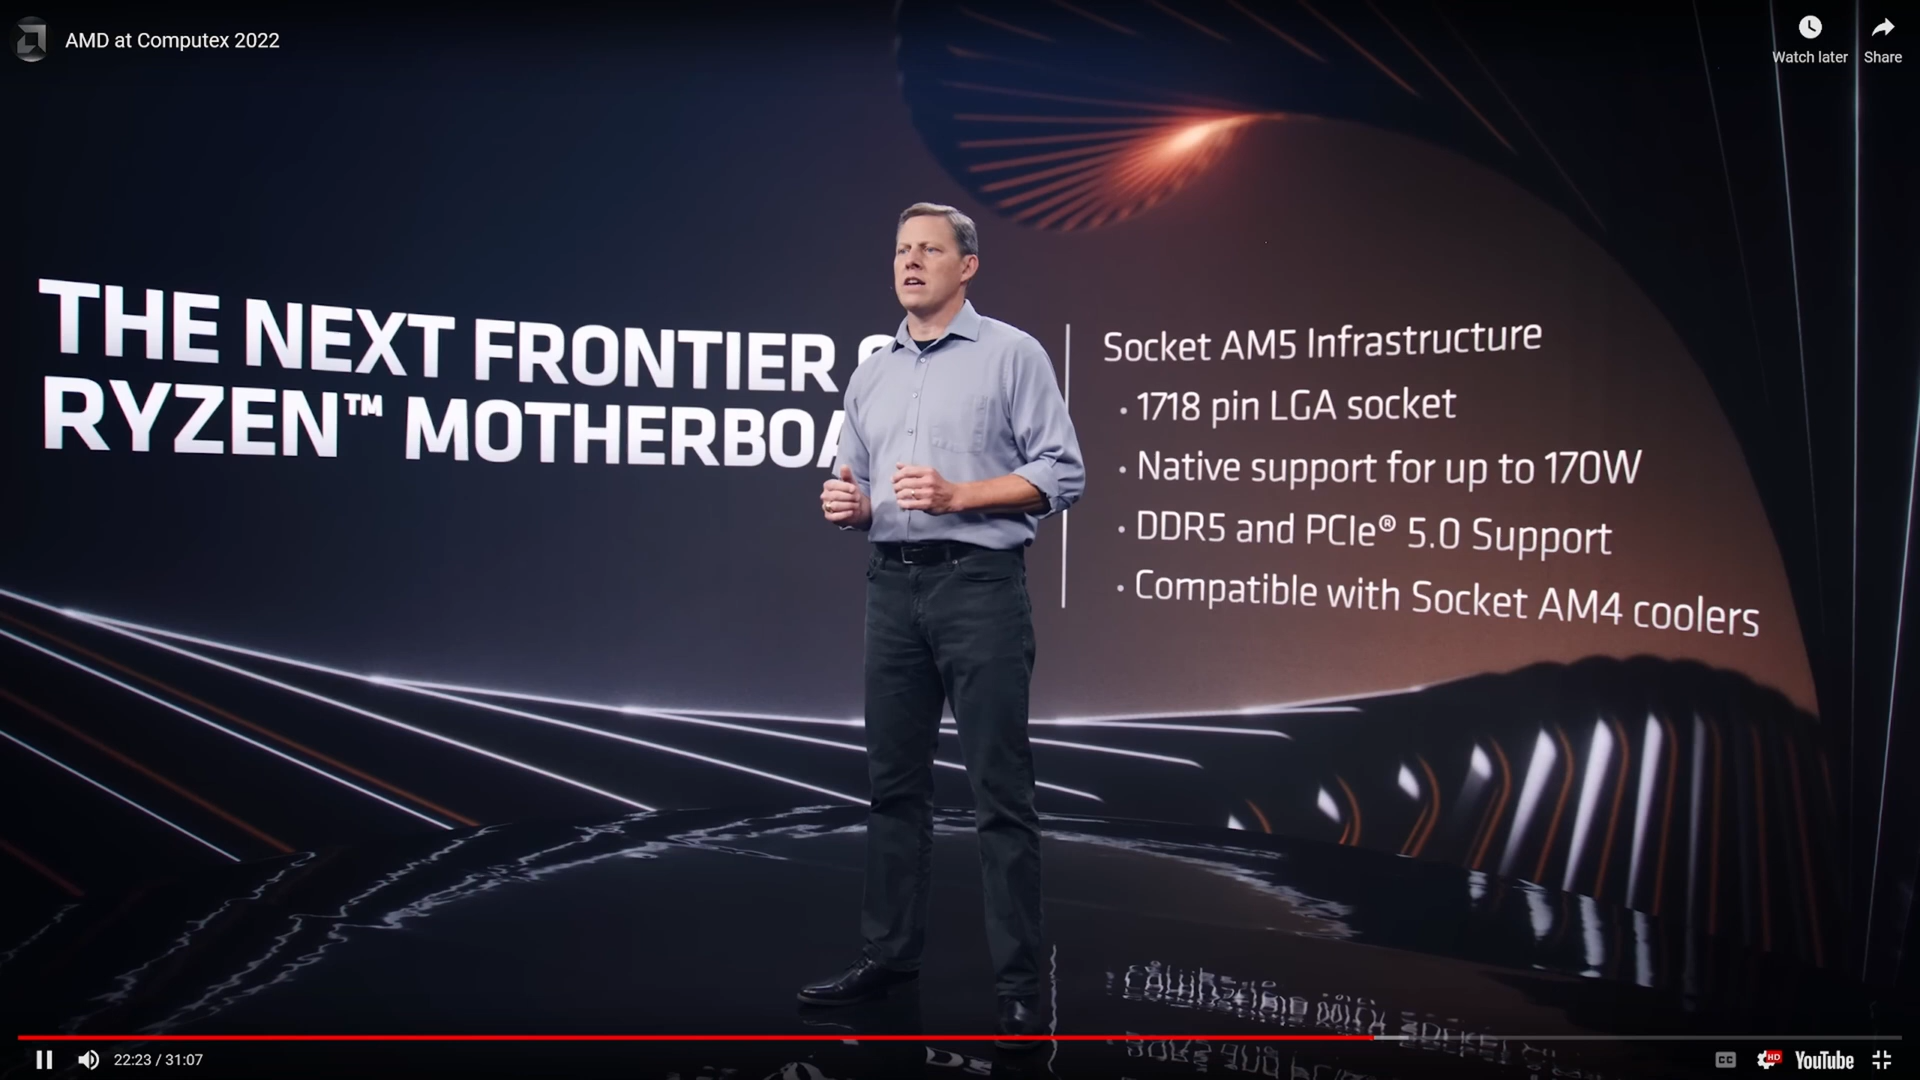 AMD at Computex 2022
Watch later
Share
THE NEXT FRONTIER
RYZEN™ MOTHERBOA
Socket AM5 Infrastructure
• 1718 pin LGA socket
• Native support for up to 170W
• DDR5 and PCIe® 5.0 Support
• Compatible with Socket AM4 coolers
22:23 / 31:07
CC
HD
YouTube